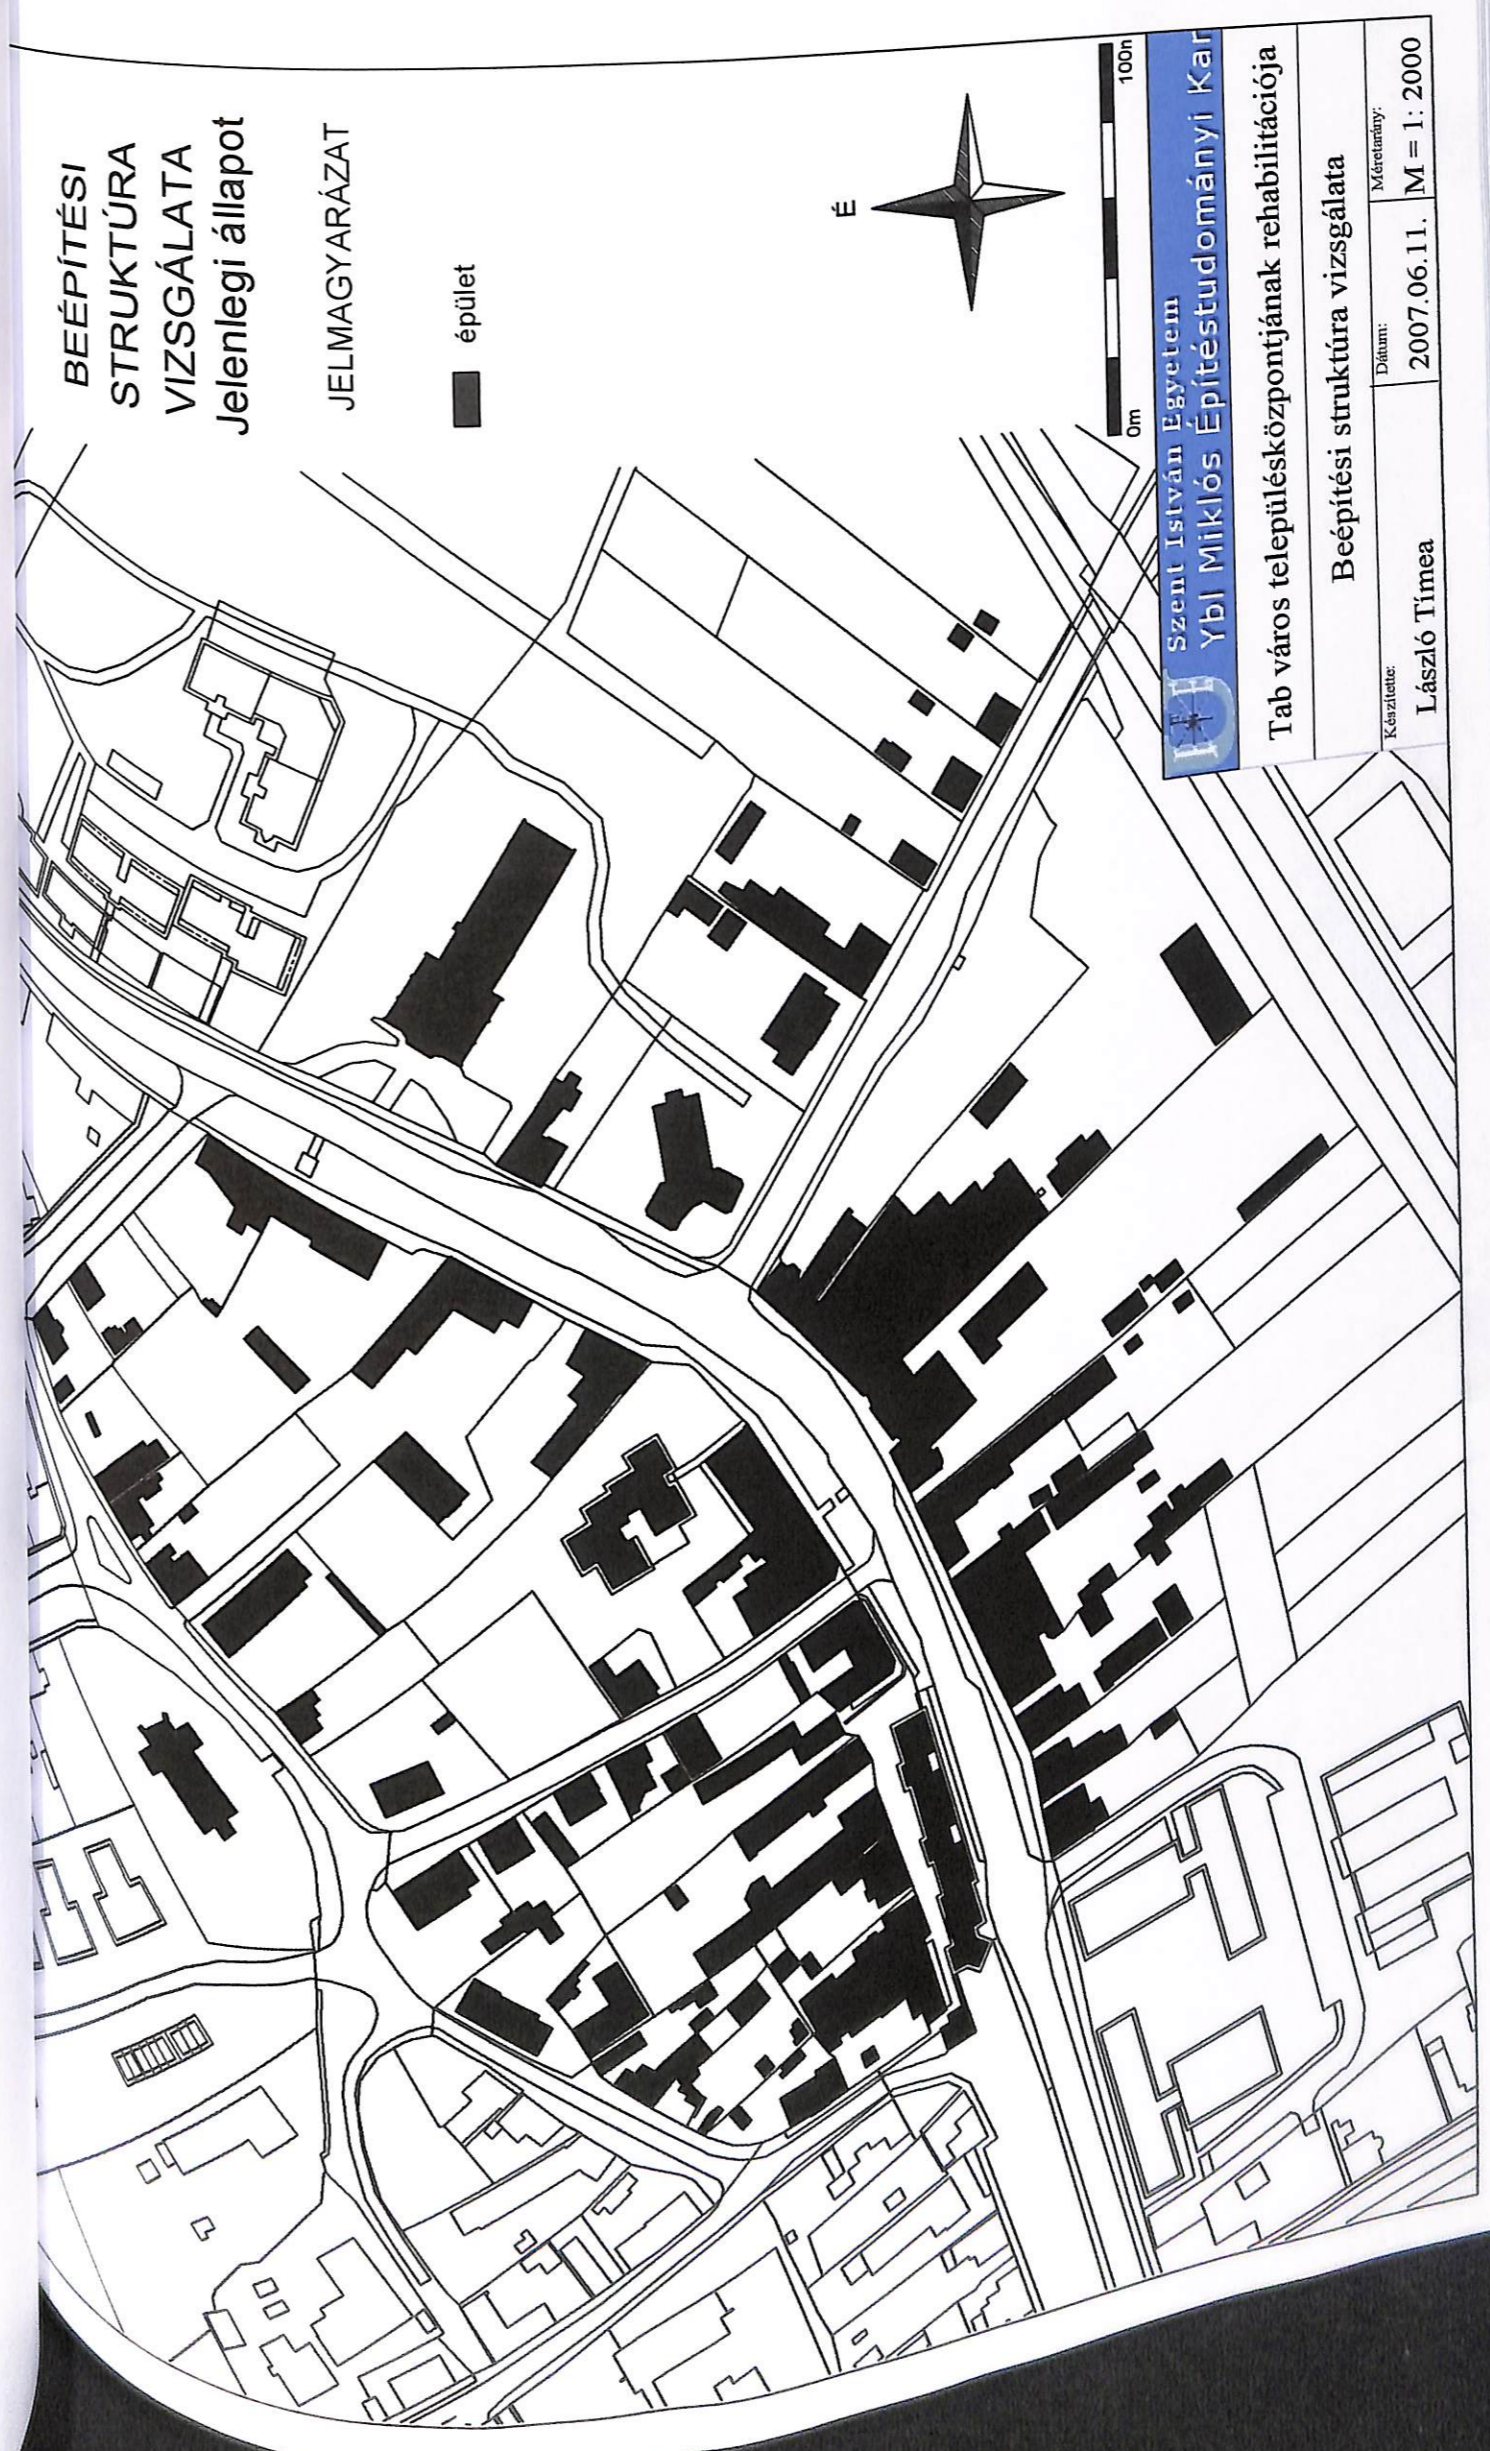 BEÉPÍTÉSI
STRUKTÚRA
VIZSGÁLATA
Jelenlegi állapot
JELMAGYARÁZAT
épület
É
0m 100n
Szent István Egyetem
Ybl Miklós Építéstudományi Kar
Tab város településközpontjának rehabilitációja
Beépítési struktúra vizsgálata
Készítette:
László Tímea
Dátum:
2007.06.11.
Méretarány:
M = 1: 2000